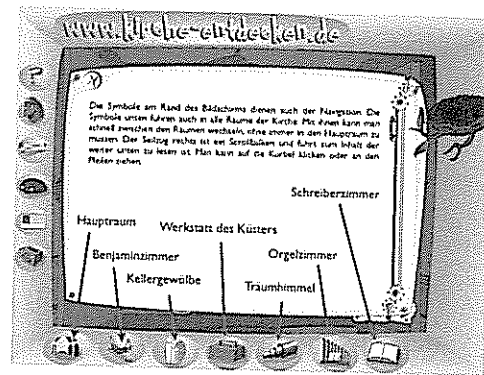 www.kirche-entdecken.de
Die Symbole am Rand des Bildschirms dienen auch der Navigation. Die
Symbole unten führen auch in alle Räume der Kirche. Mit ihnen kann man
schnell zwischen den Räumen wechseln, ohne immer in den Hauptraum zu
müssen. Der Seilzug rechts ist ein Scrollbalken und führt zum Inhalt der
weiter unten zu lesen ist. Man kann auf die Kurbel klicken oder an den
Pfeilen ziehen.
Schreiberzimmer
Hauptraum
Werkstatt des Küsters
Benjaminzimmer
Orgelzimmer
Kellergewölbe
Traumhimmel